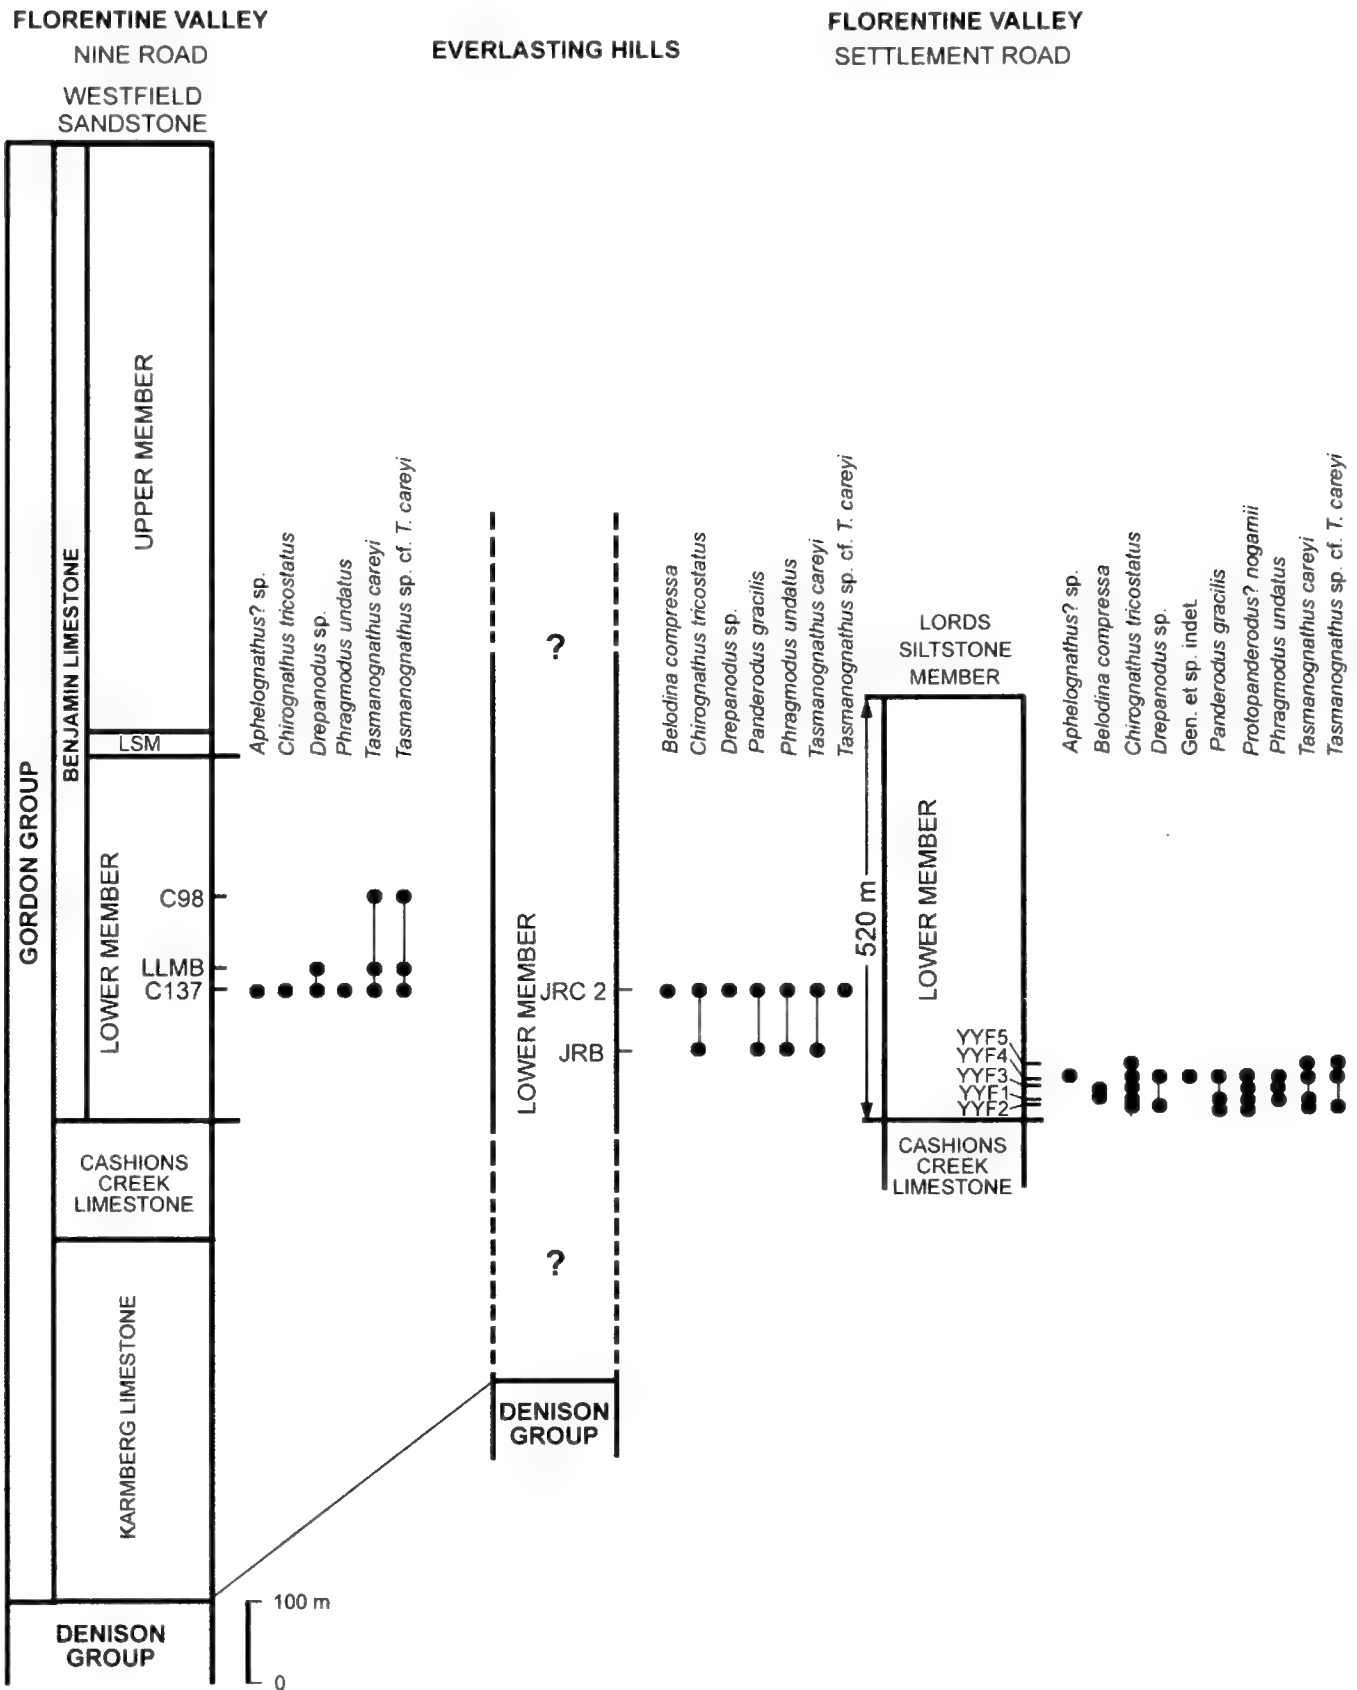 FLORENTINE VALLEY
NINE ROAD
WESTFIELD
SANDSTONE
GORDON GROUP
BENJAMIN LIMESTONE
UPPER MEMBER
LSM
LOWER MEMBER
C98
LLMB
C137
CASHIONS
CREEK
LIMESTONE
KARMBERG LIMESTONE
DENISON
GROUP
100 m
0
Aphelognathus? sp.
Chirognathus tricostatus
Drepanodus sp.
Phragmodus undatus
Tasmanognathus careyi
Tasmanognathus sp. cf. T. careyi
EVERLASTING HILLS
?
LOWER MEMBER
JRC 2
JRB
?
DENISON
GROUP
Belodina compressa
Chirognathus tricostatus
Drepanodus sp.
Panderodus gracilis
Phragmodus undatus
Tasmanognathus careyi
Tasmanognathus sp. cf. T. careyi
FLORENTINE VALLEY
SETTLEMENT ROAD
LORDS
SILTSTONE
MEMBER
520 m
LOWER MEMBER
YYF5
YYF4
YYF3
YYF1
YYF2
CASHIONS
CREEK
LIMESTONE
Aphelognathus? sp.
Belodina compressa
Chirognathus tricostatus
Drepanodus sp.
Gen. et sp. indet.
Panderodus gracilis
Protopanderodus? nogamii
Phragmodus undatus
Tasmanognathus careyi
Tasmanognathus sp. cf. T. careyi